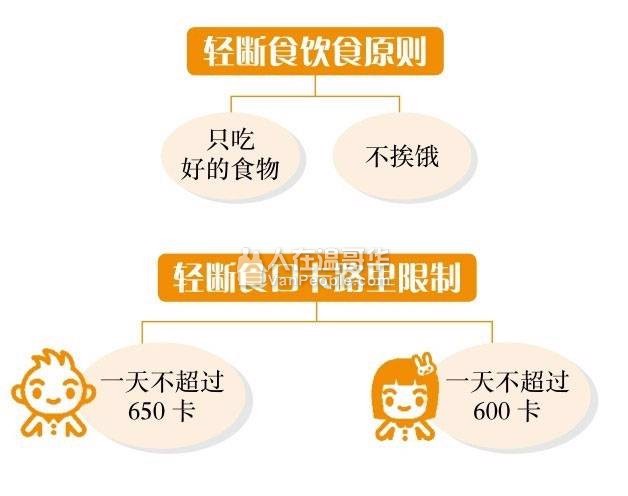 轻断食饮食原则
只吃
好的食物
不挨饿
人在温哥华
VanPeople.com
轻断食日卡路里限制
一天不超过
650 卡
一天不超过
600 卡